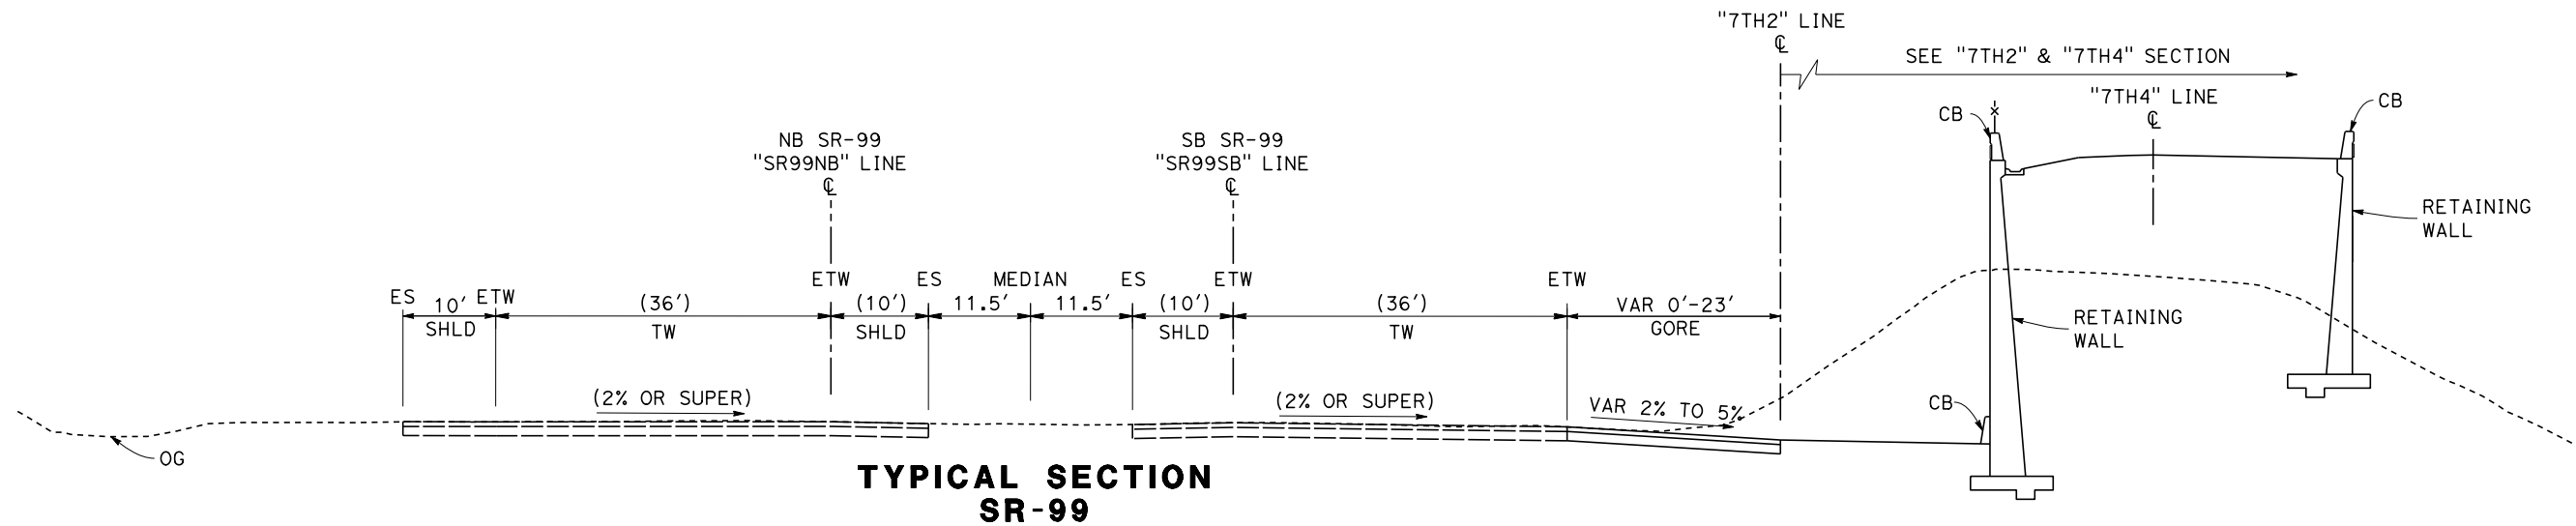 "7TH2" LINE
℄
SEE "7TH2" & "7TH4" SECTION
"7TH4" LINE
℄
CB
CB
NB SR-99
"SR99NB" LINE
℄
SB SR-99
"SR99SB" LINE
℄
RETAINING
WALL
ES
10'
SHLD
ETW
(36')
TW
ETW
(10')
SHLD
ES
11.5'
MEDIAN
11.5'
ES
(10')
SHLD
ETW
(36')
TW
ETW
VAR 0'-23'
GORE
RETAINING
WALL
(2% OR SUPER)
(2% OR SUPER)
VAR 2% TO 5%
CB
OG
TYPICAL SECTION
SR-99